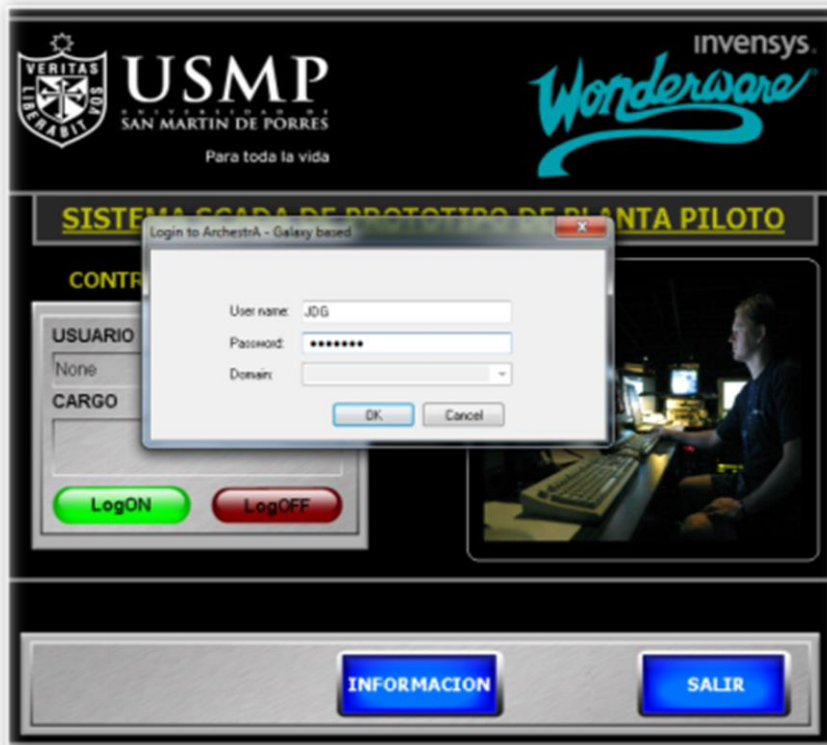 VERITAS
LIBERABIT VOS
USMP
UNIVERSIDAD DE
SAN MARTIN DE PORRES
Para toda la vida
invensys
Wonderware
SISTEMA SCADA DE PROTOTIPO DE PLANTA PILOTO
Login to ArchestrA - Galaxy based
CONTR
User name: JDG
Password: •••••••
Domain:
OK Cancel
USUARIO
None
CARGO
LogON LogOFF
INFORMACION SALIR